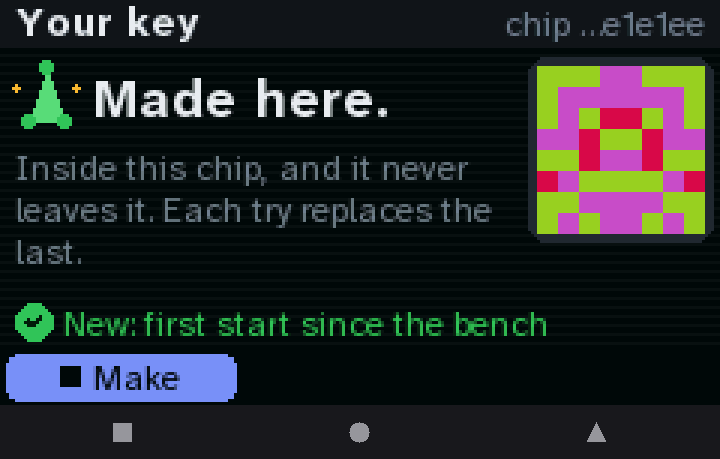 Your key
chip ...e1e1ee
Made here.
Inside this chip, and it never
leaves it. Each try replaces the
last.
New: first start since the bench
Make